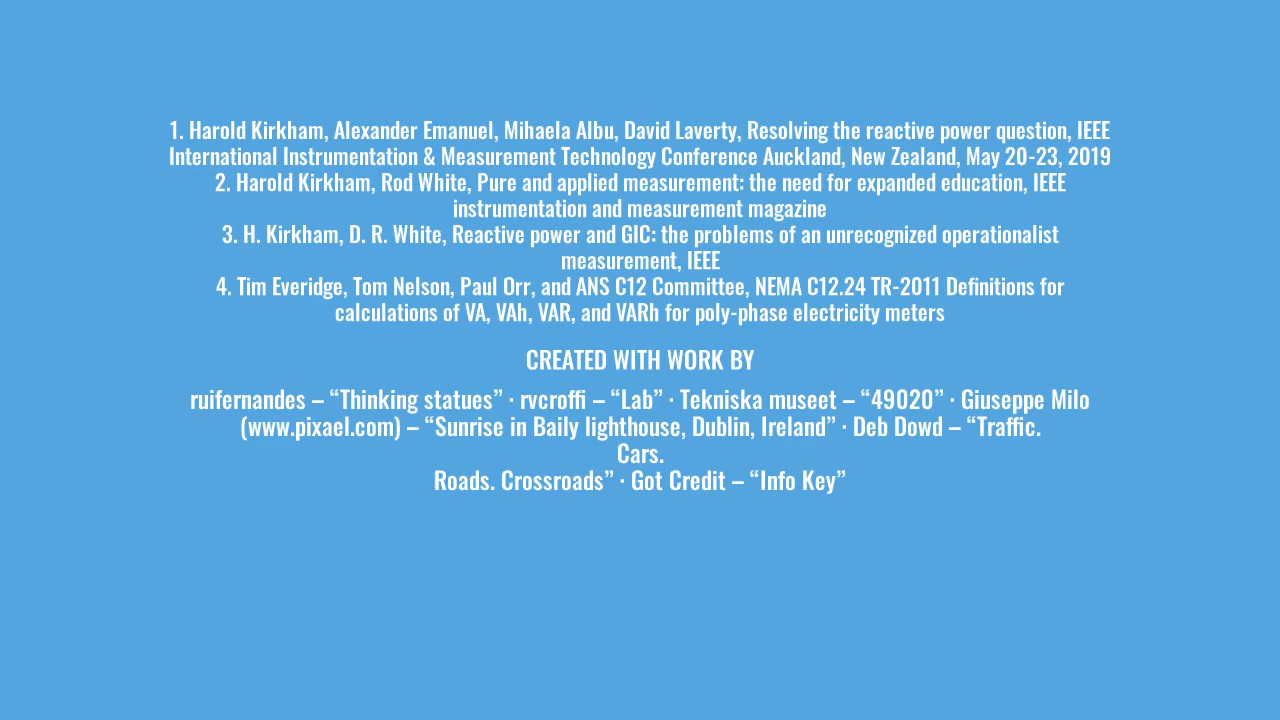 1. Harold Kirkham, Alexander Emanuel, Mihaela Albu, David Laverty, Resolving the reactive power question, IEEE
International Instrumentation & Measurement Technology Conference Auckland, New Zealand, May 20-23, 2019
2. Harold Kirkham, Rod White, Pure and applied measurement: the need for expanded education, IEEE
instrumentation and measurement magazine
3. H. Kirkham, D. R. White, Reactive power and GIC: the problems of an unrecognized operationalist
measurement, IEEE
4. Tim Everidge, Tom Nelson, Paul Orr, and ANS C12 Committee, NEMA C12.24 TR-2011 Definitions for
calculations of VA, VAh, VAR, and VARh for poly-phase electricity meters
CREATED WITH WORK BY
ruifernandes – “Thinking statues” · rvcroffi – “Lab” · Tekniska museet – “49020” · Giuseppe Milo
(www.pixael.com) – “Sunrise in Baily lighthouse, Dublin, Ireland” · Deb Dowd – “Traffic.
Cars.
Roads. Crossroads” · Got Credit – “Info Key”